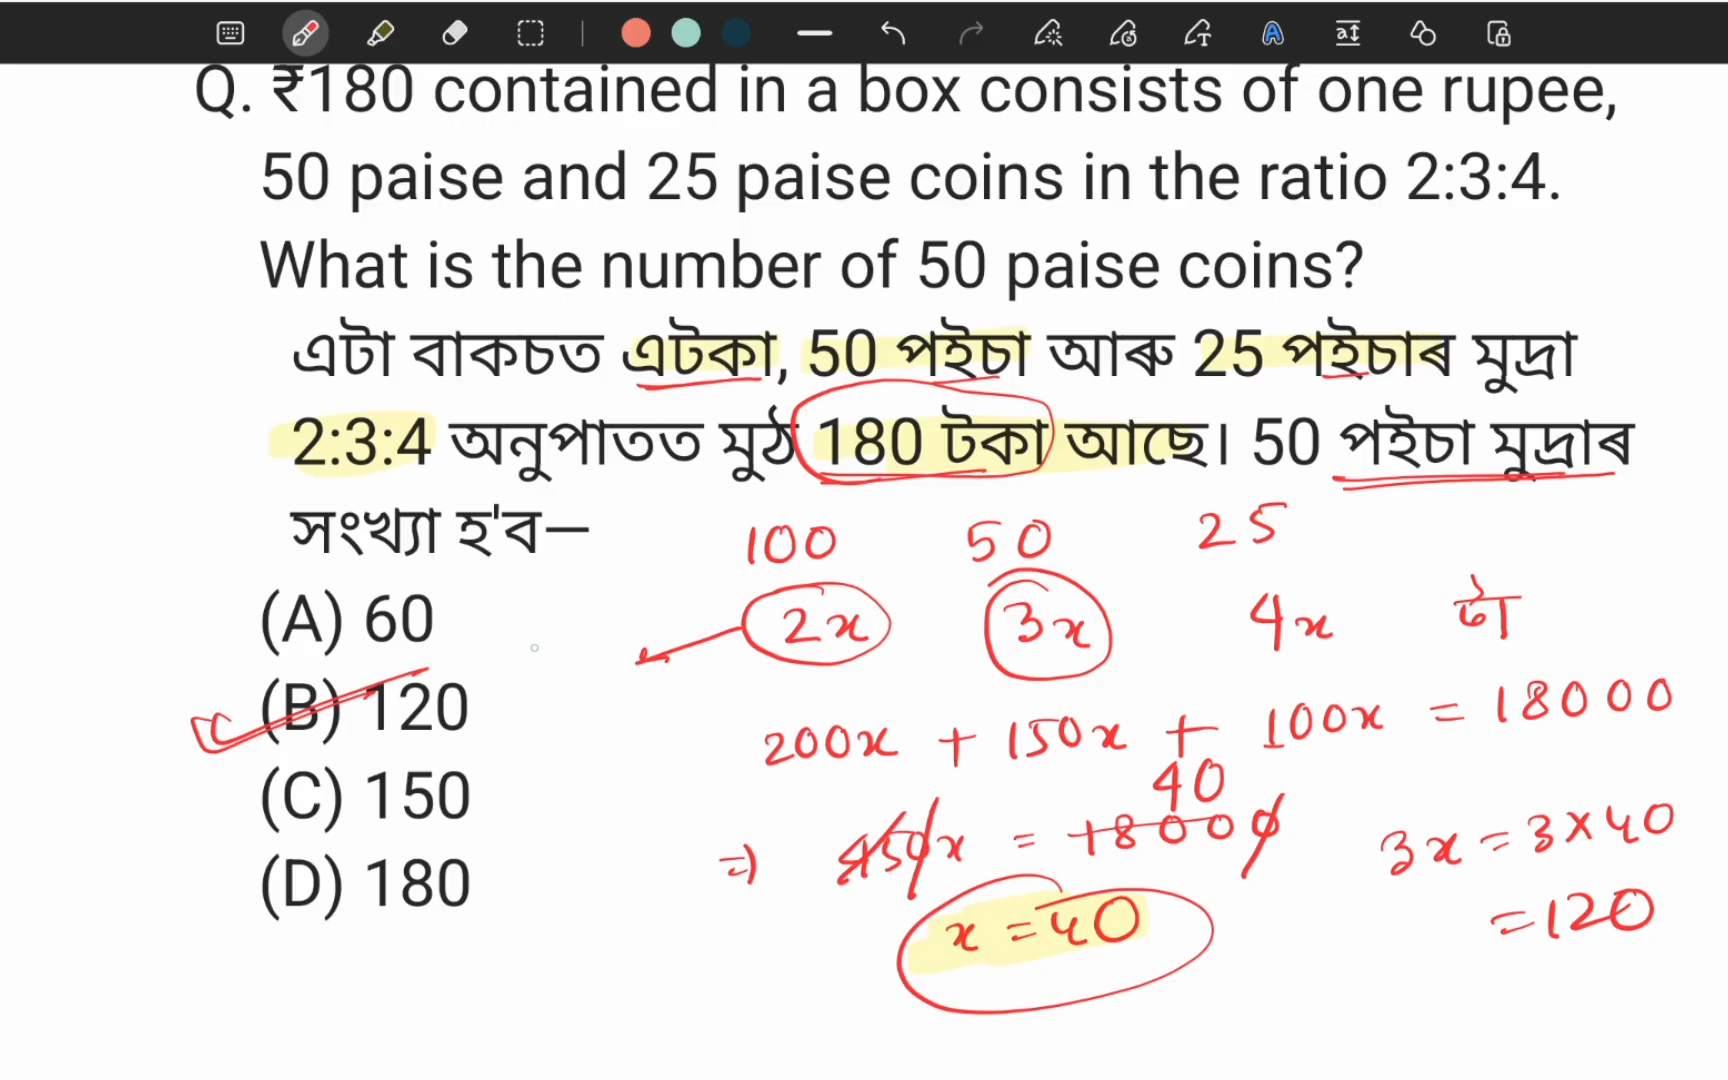 Q. ₹180 contained in a box consists of one rupee,
50 paise and 25 paise coins in the ratio 2:3:4.
What is the number of 50 paise coins?
এটা বাকচত এটকা, 50 পইচা আৰু 25 পইচাৰ মুদ্ৰা
2:3:4 অনুপাতত মুঠ 180 টকা আছে। 50 পইচা মুদ্ৰাৰ
সংখ্যা হ'ব—
100 50 25
(A) 60
2x 3x 4x টা
(B) 120
200x + 150x + 100x = 18000
40
(C) 150
⇒ 450x = 18000
3x = 3×40
(D) 180
x = 40
= 120